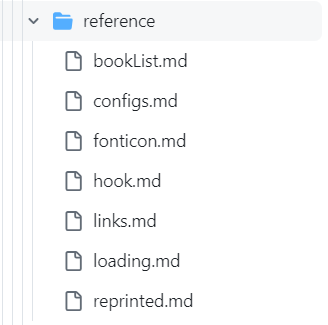 reference
bookList.md
configs.md
fonticon.md
hook.md
links.md
loading.md
reprinted.md